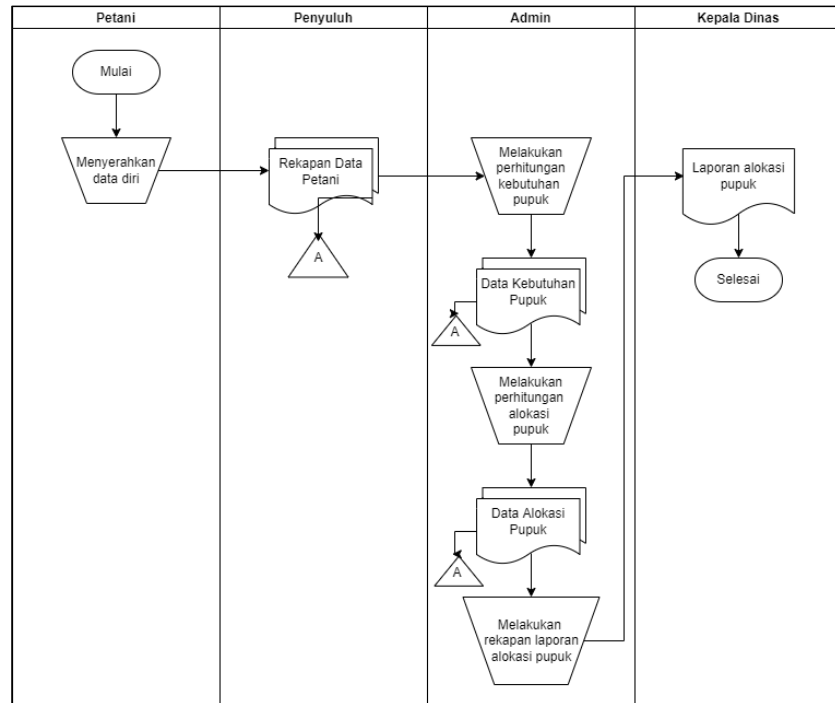 Petani
Penyuluh
Admin
Kepala Dinas
Mulai
Menyerahkan
data diri
Rekapan Data
Petani
A
Melakukan
perhitungan
kebutuhan
pupuk
Data Kebutuhan
Pupuk
A
Melakukan
perhitungan
alokasi
pupuk
Data Alokasi
Pupuk
A
Melakukan
rekapan laporan
alokasi pupuk
Laporan alokasi
pupuk
Selesai